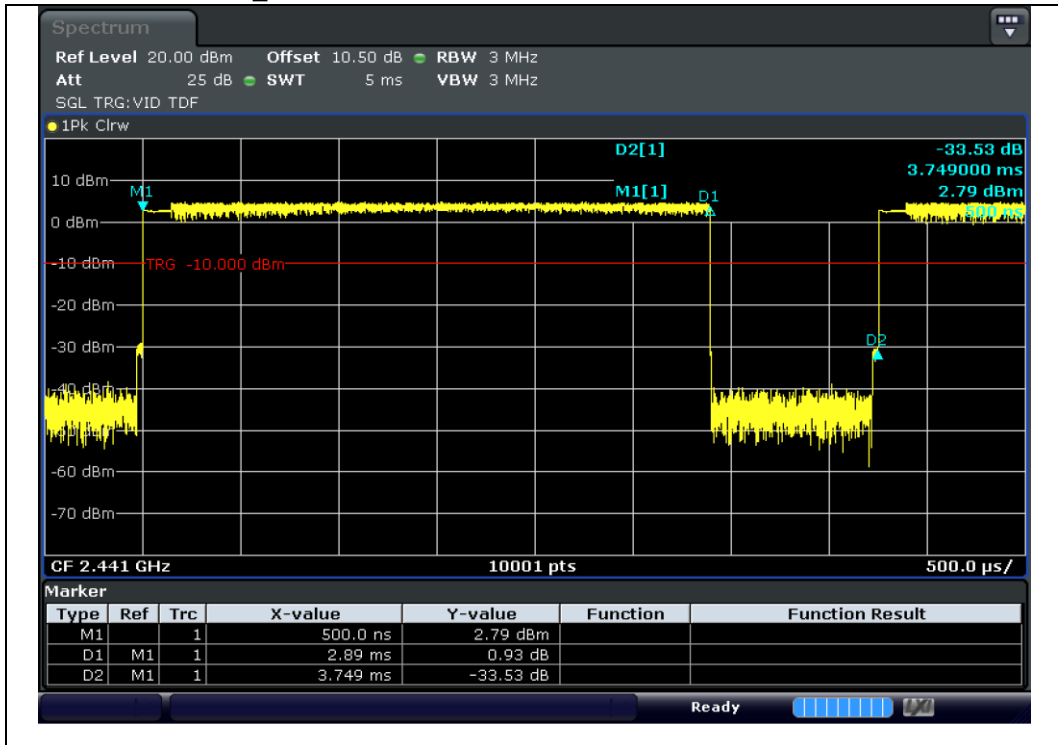 Spectrum
Ref Level 20.00 dBm Offset 10.50 dB RBW 3 MHz
Att 25 dB SWT 5 ms VBW 3 MHz
SGL TRG:VID TDF
1Pk Clrw
D2[1] -33.53 dB
3.749000 ms
M1[1] 2.79 dBm
500 ns
10 dBm
M1
D1
0 dBm
-10 dBm
TRG -10.000 dBm
-20 dBm
-30 dBm
D2
-40 dBm
-60 dBm
-70 dBm
CF 2.441 GHz 10001 pts 500.0 µs/
Marker
Type Ref Trc X-value Y-value Function Function Result
M1 1 500.0 ns 2.79 dBm
D1 M1 1 2.89 ms 0.93 dB
D2 M1 1 3.749 ms -33.53 dB
Ready